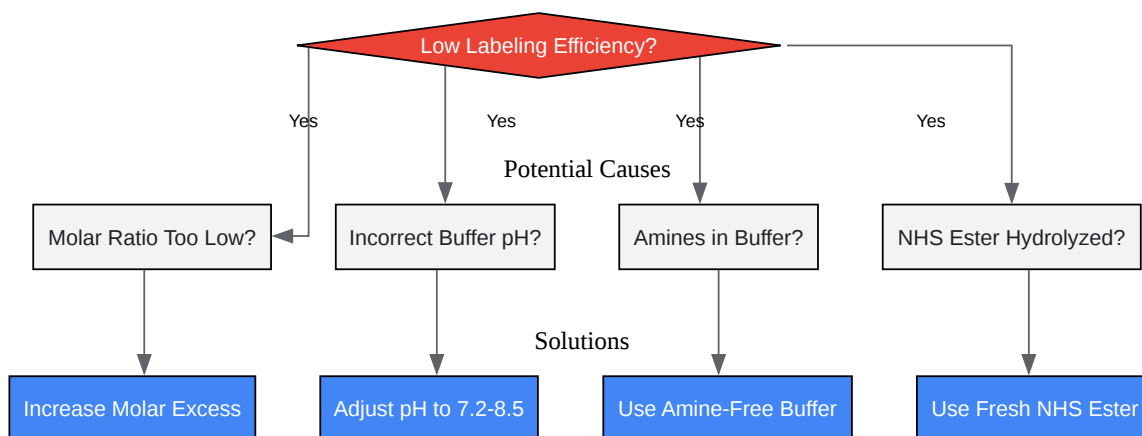 Low Labeling Efficiency?
Yes
Yes
Yes
Yes
Potential Causes
Molar Ratio Too Low?
Incorrect Buffer pH?
Amines in Buffer?
NHS Ester Hydrolyzed?
Solutions
Increase Molar Excess
Adjust pH to 7.2-8.5
Use Amine-Free Buffer
Use Fresh NHS Ester